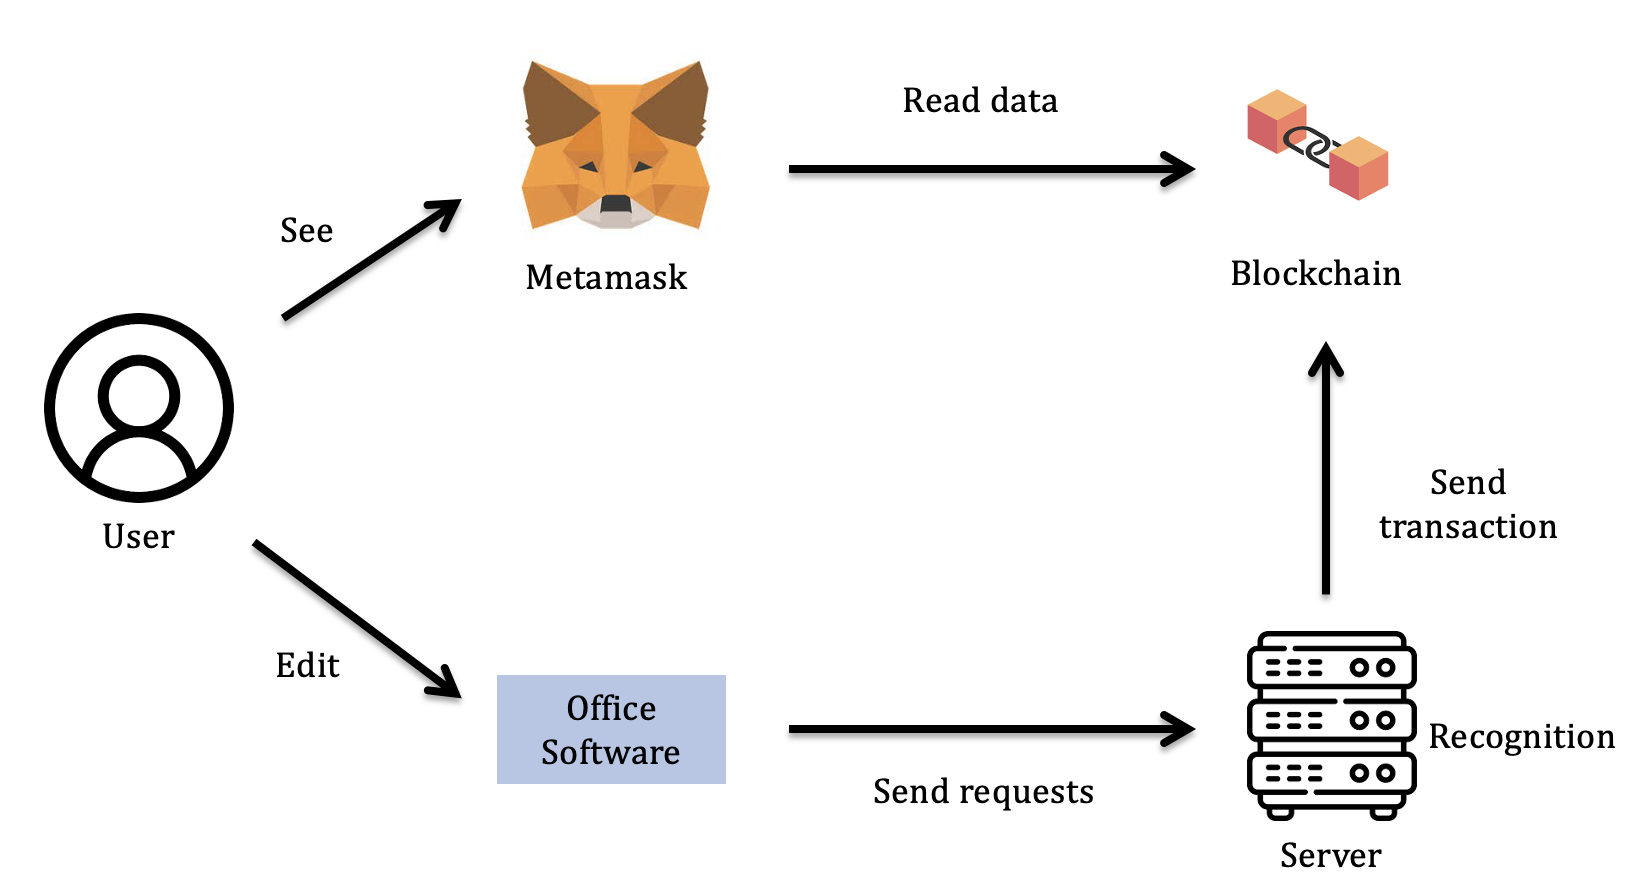 Read data
See
Metamask
Blockchain
User
Send
transaction
Edit
Office
Software
Recognition
Send requests
Server